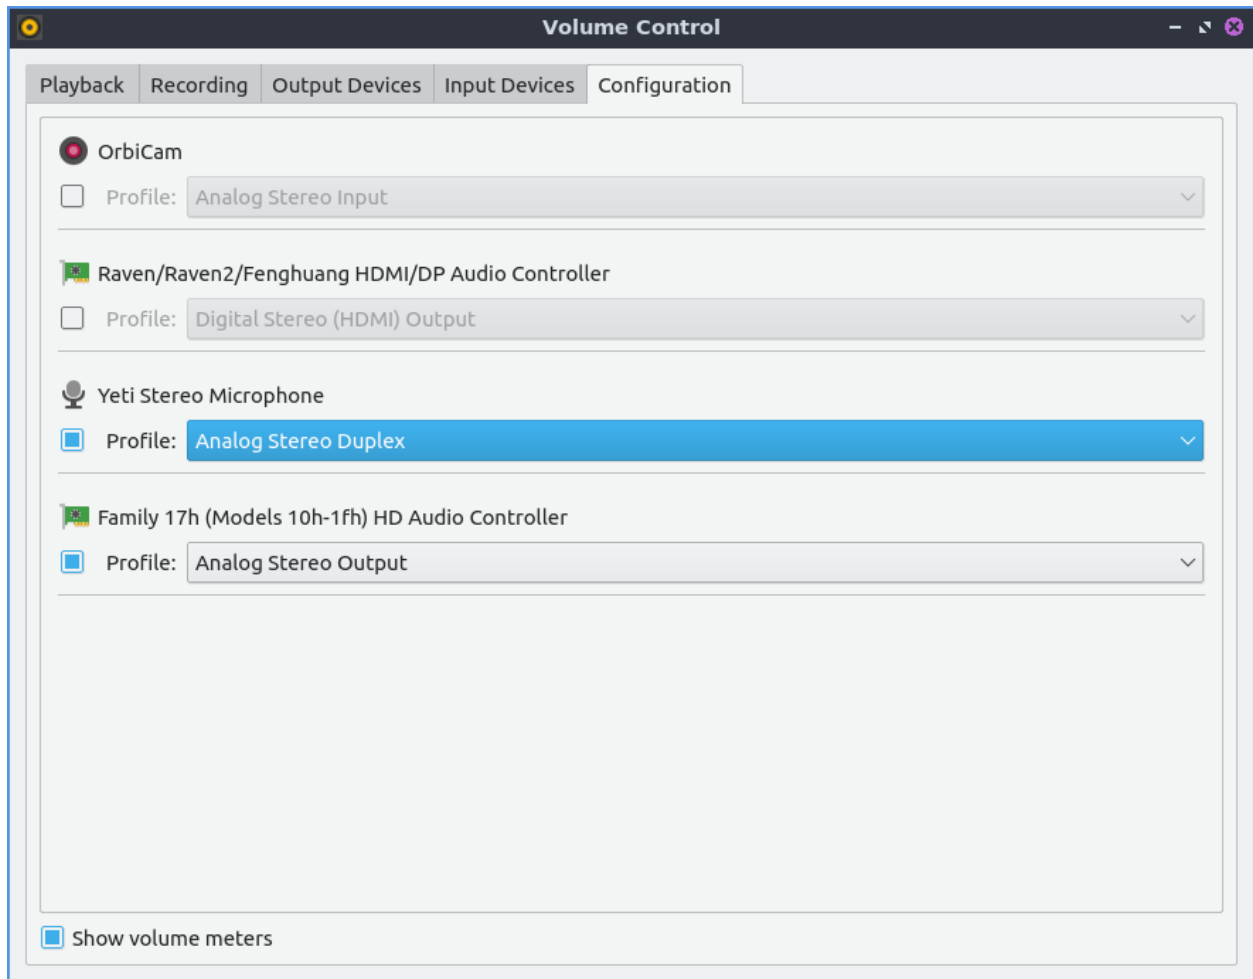 Volume Control
Playback Recording Output Devices Input Devices Configuration
OrbiCam
Profile: Analog Stereo Input
Raven/Raven2/Fenghuang HDMI/DP Audio Controller
Profile: Digital Stereo (HDMI) Output
Yeti Stereo Microphone
Profile: Analog Stereo Duplex
Family 17h (Models 10h-1fh) HD Audio Controller
Profile: Analog Stereo Output
Show volume meters